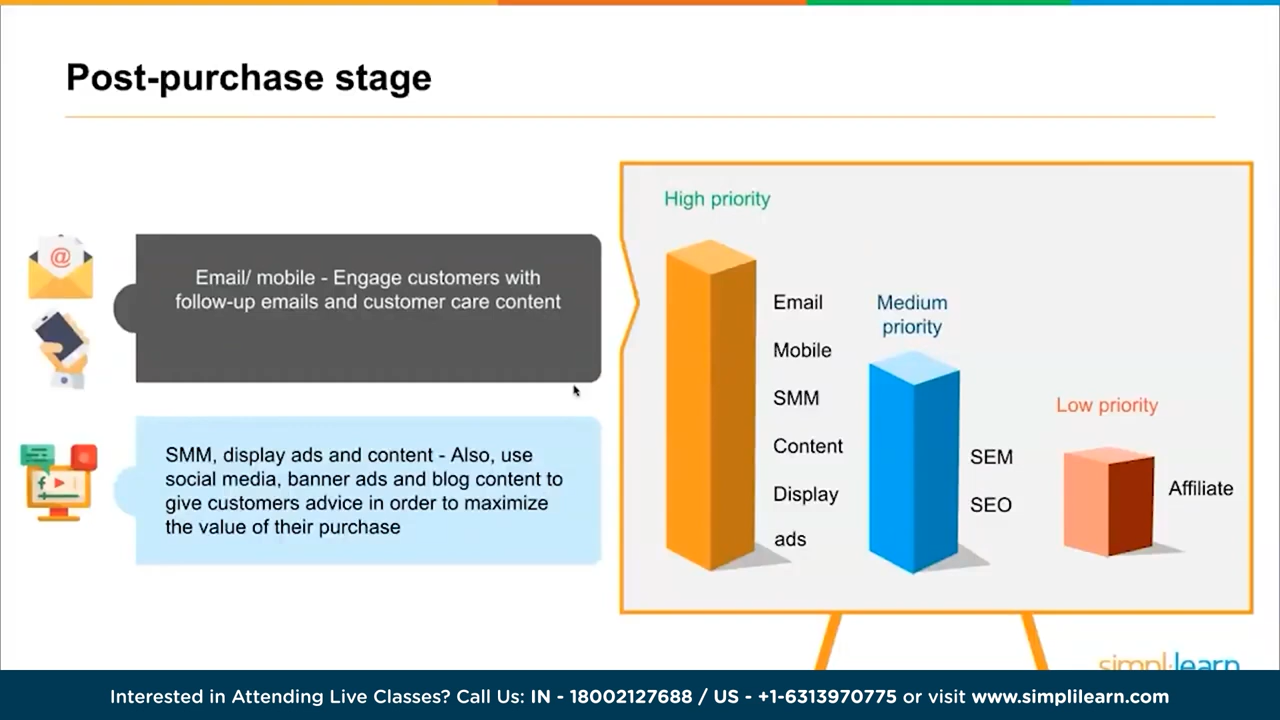 Post-purchase stage
Email/ mobile - Engage customers with
follow-up emails and customer care content
SMM, display ads and content - Also, use
social media, banner ads and blog content to
give customers advice in order to maximize
the value of their purchase
High priority
Email
Mobile
SMM
Content
Display
ads
Medium
priority
SEM
SEO
Low priority
Affiliate
simplilearn
Interested in Attending Live Classes? Call Us: IN - 18002127688 / US - +1-6313970775 or visit www.simplilearn.com